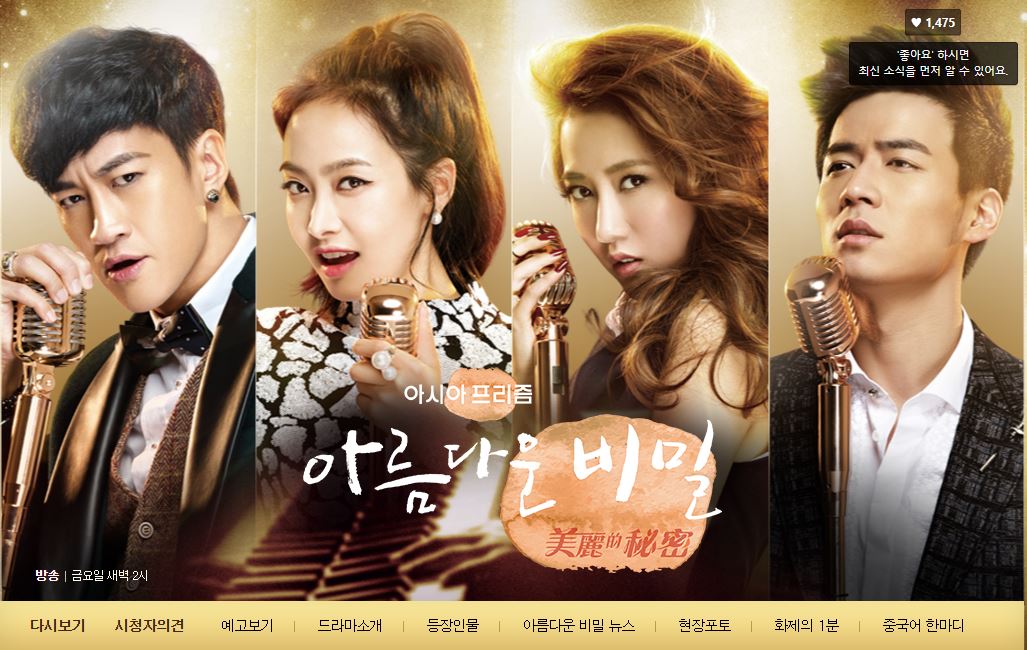 ♥ 1,475
'좋아요' 하시면
최신 소식을 먼저 알 수 있어요.
아시아 프리즘
아름다운 비밀
美麗的秘密
방송 | 금요일 새벽 2시
다시보기 시청자의견 예고보기 | 드라마소개 | 등장인물 | 아름다운 비밀 뉴스 | 현장포토 | 화제의 1분 | 중국어 한마디